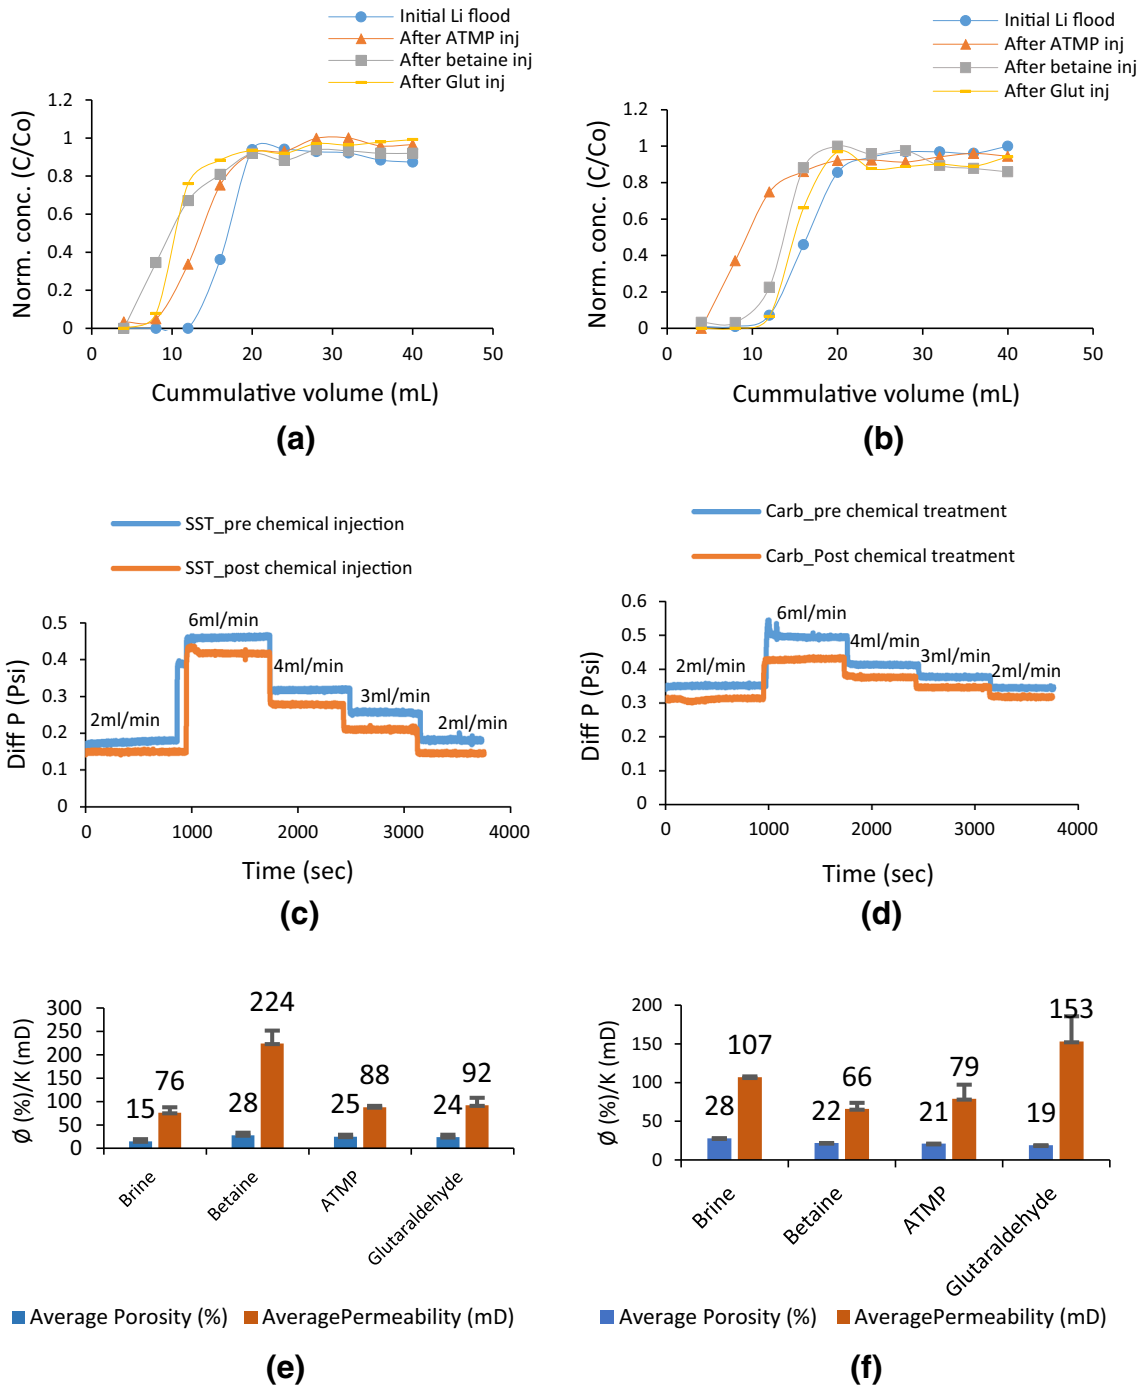 Initial Li flood
After ATMP inj
After betaine inj
After Glut inj
1.2
1
0.8
0.6
0.4
0.2
0
Norm. conc. (C/Co)
0 10 20 30 40 50
Cummulative volume (mL)
(a)
Initial Li flood
After ATMP inj
After betaine inj
After Glut inj
1.2
1
0.8
0.6
0.4
0.2
0
Norm. conc. (C/Co)
0 10 20 30 40 50
Cummulative volume (mL)
(b)
SST_pre chemical injection
SST_post chemical injection
0.5
0.4
0.3
0.2
0.1
0
Diff P (Psi)
2ml/min
6ml/min
4ml/min
3ml/min
2ml/min
0 1000 2000 3000 4000
Time (sec)
(c)
Carb_pre chemical treatment
Carb_Post chemical treatment
0.6
0.5
0.4
0.3
0.2
0.1
0
Diff P (Psi)
2ml/min
6ml/min
4ml/min
3ml/min
2ml/min
0 1000 2000 3000 4000
Time (sec)
(d)
300
250
200
150
100
50
0
Ø (%)/K (mD)
15 76 28 224 25 88 24 92
Brine
Betaine
ATMP
Glutaraldehyde
Average Porosity (%) AveragePermeability (mD)
(e)
200
150
100
50
0
Ø (%)/K (mD)
28 107 22 66 21 79 19 153
Brine
Betaine
ATMP
Glutaraldehyde
Average Porosity (%) AveragePermeability (mD)
(f)